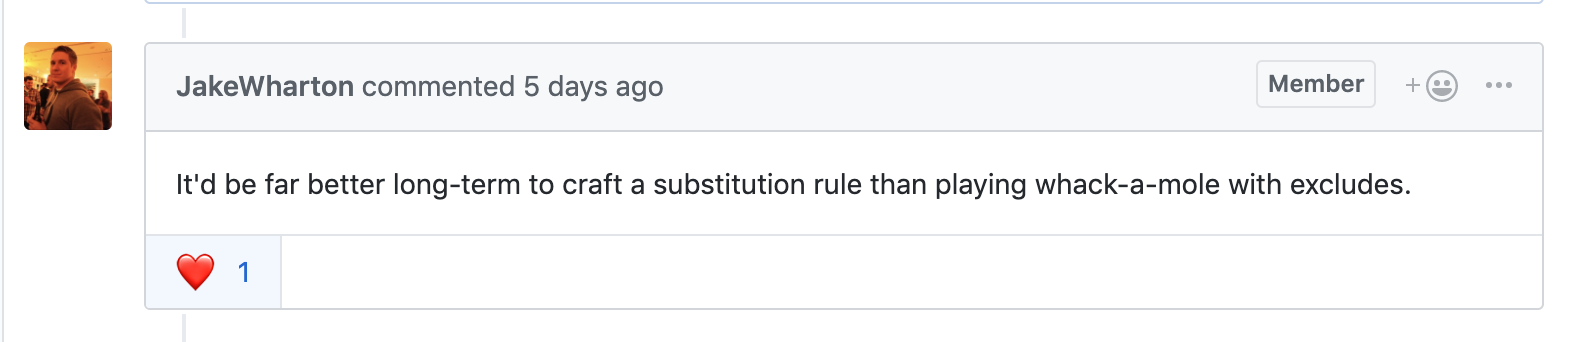 JakeWharton commented 5 days ago Member
It'd be far better long-term to craft a substitution rule than playing whack-a-mole with excludes.
1